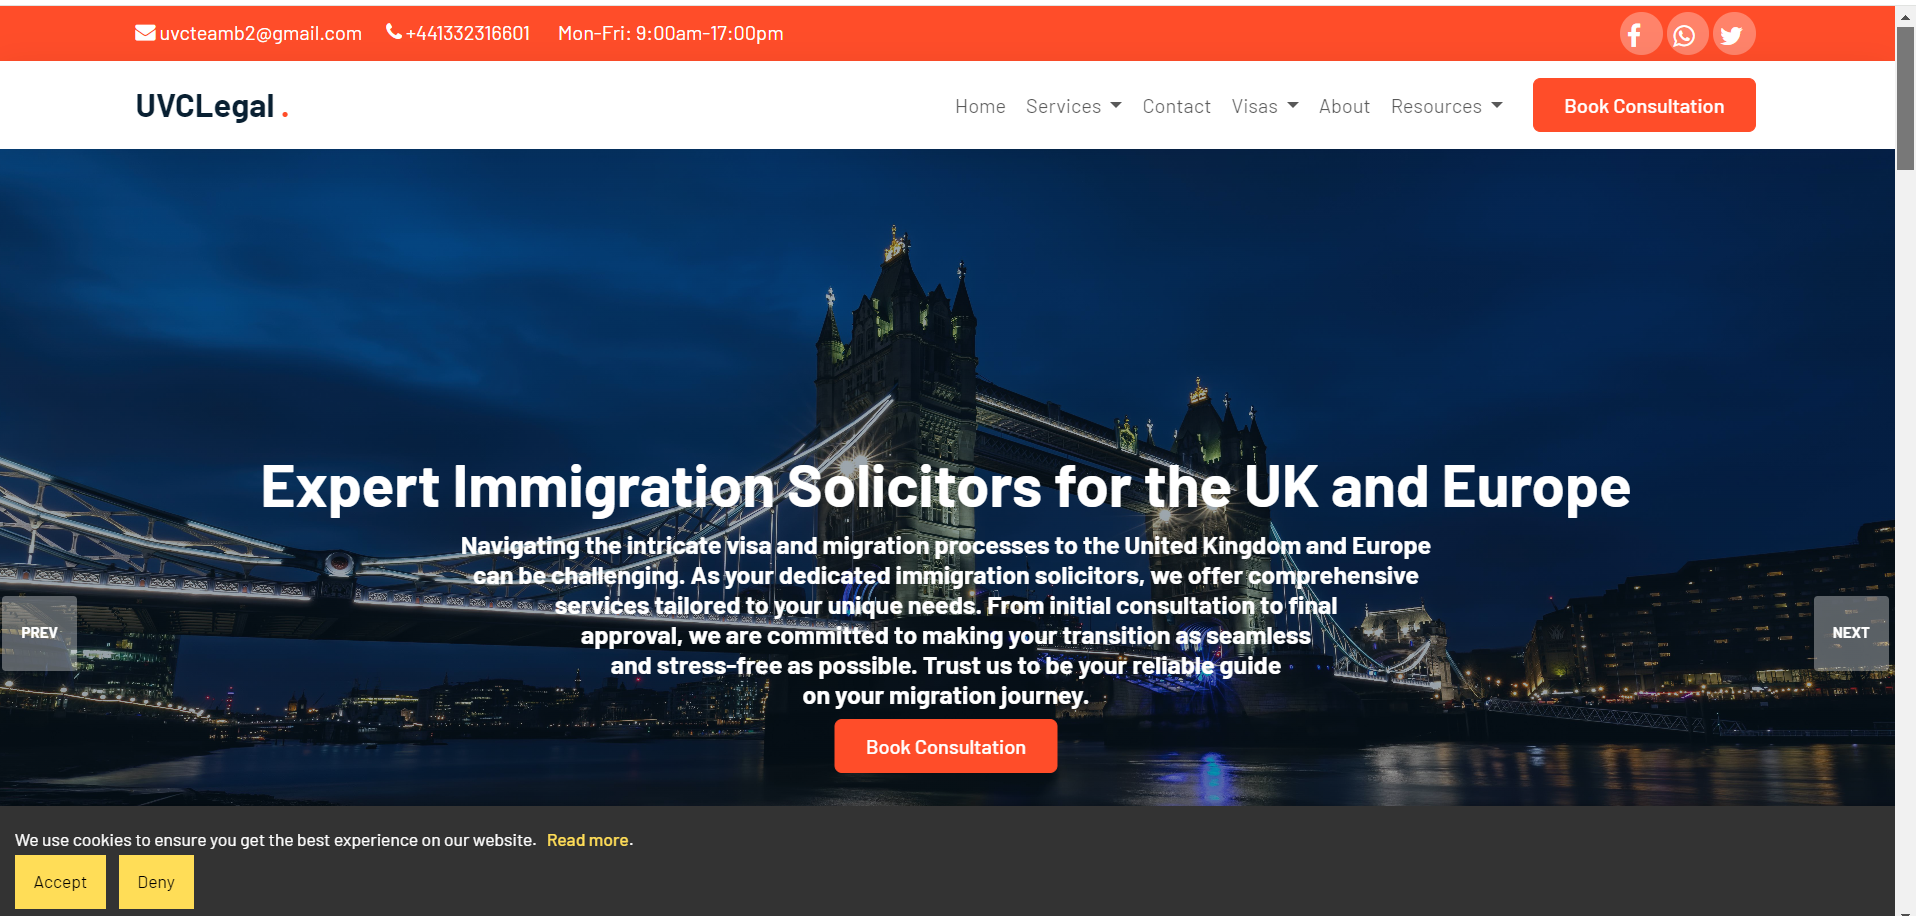 uvcteamb2@gmail.com +441332316601 Mon-Fri: 9:00am-17:00pm
UVCLegal . Home Services Contact Visas About Resources Book Consultation
Expert Immigration Solicitors for the UK and Europe
Navigating the intricate visa and migration processes to the United Kingdom and Europe
can be challenging. As your dedicated immigration solicitors, we offer comprehensive
services tailored to your unique needs. From initial consultation to final
approval, we are committed to making your transition as seamless
and stress-free as possible. Trust us to be your reliable guide
on your migration journey.
PREV
NEXT
Book Consultation
We use cookies to ensure you get the best experience on our website. Read more.
Accept Deny